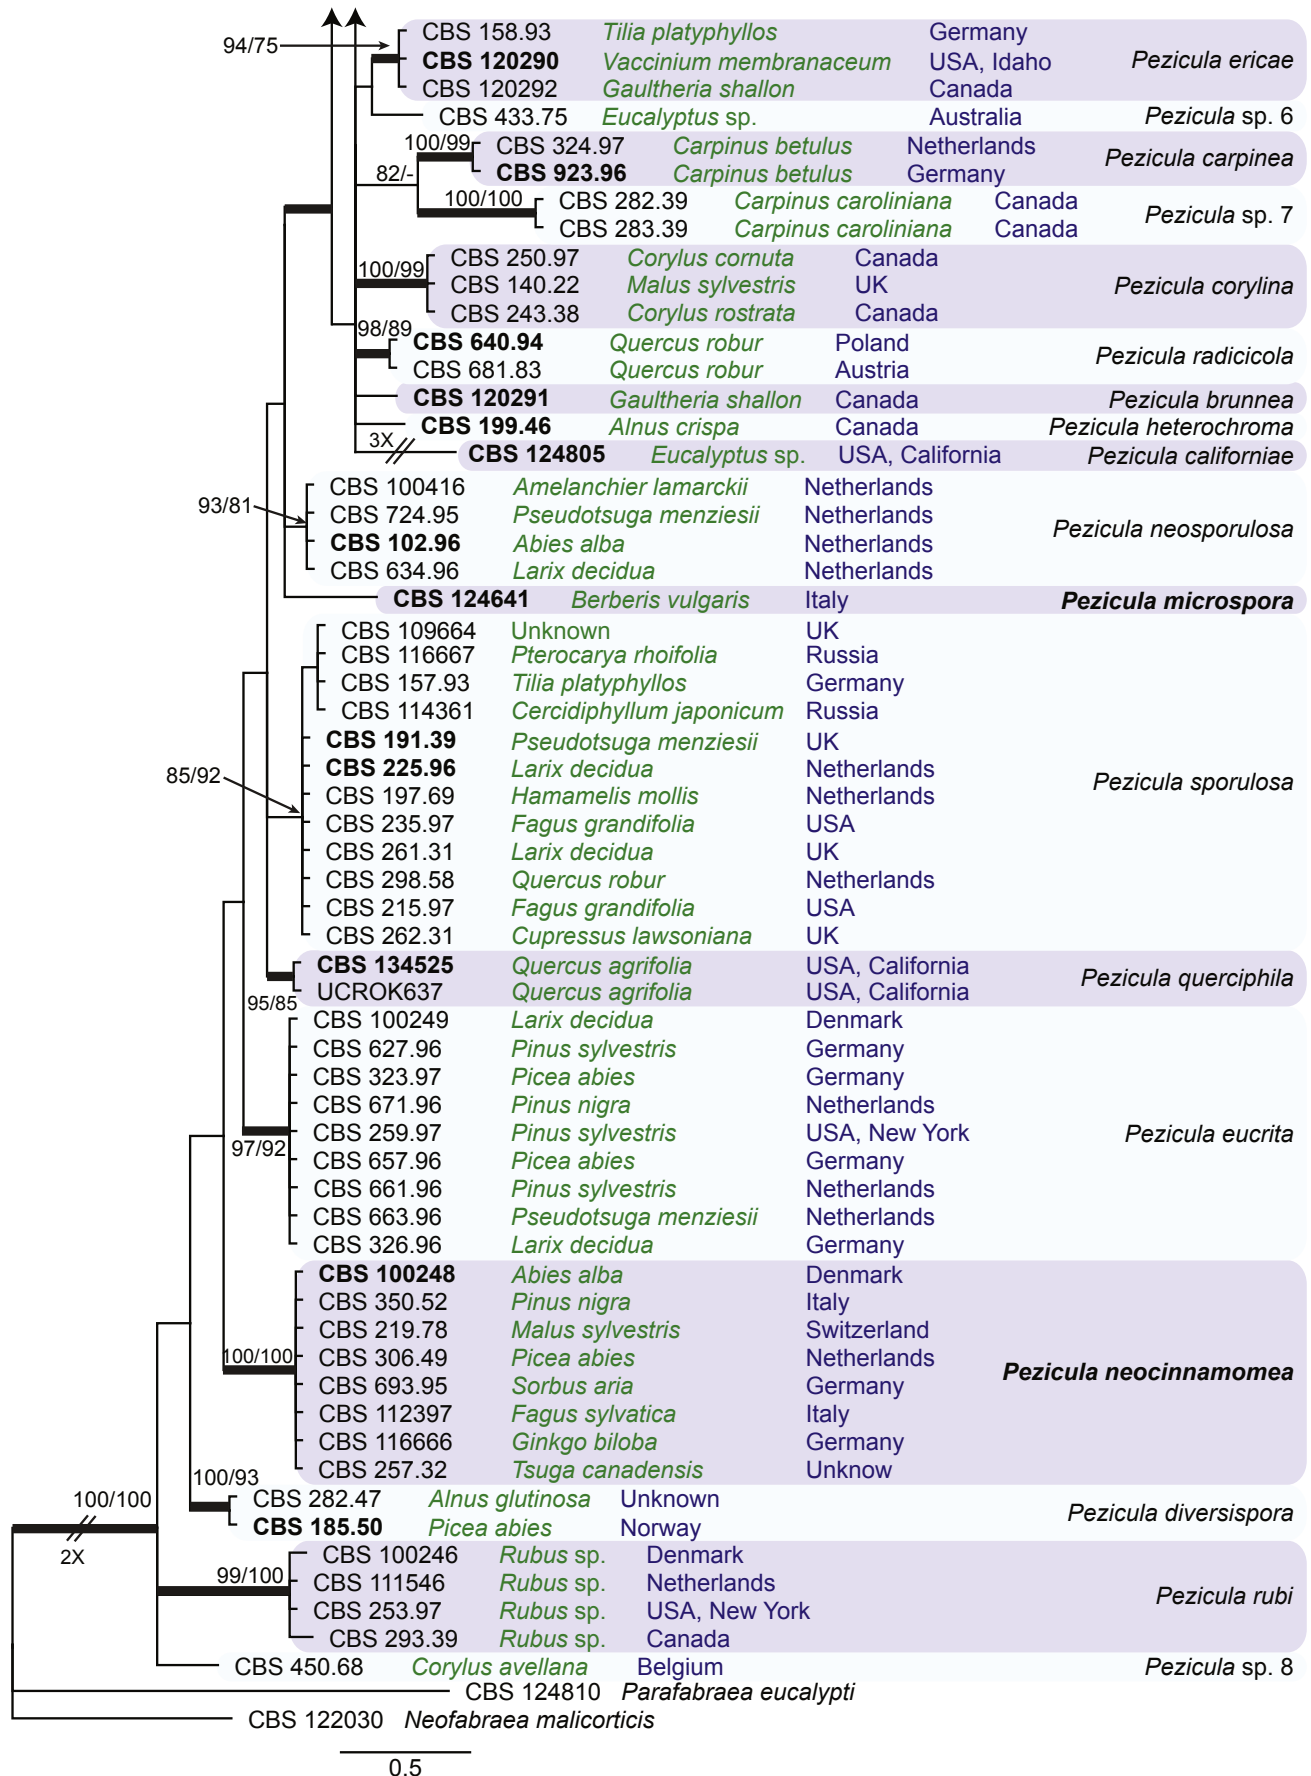 94/75
CBS 158.93 Tilia platyphyllos Germany
CBS 120290 Vaccinium membranaceum USA, Idaho Pezicula ericae
CBS 120292 Gaultheria shallon Canada
CBS 433.75 Eucalyptus sp. Australia Pezicula sp. 6
100/99
CBS 324.97 Carpinus betulus Netherlands Pezicula carpinea
82/-
CBS 923.96 Carpinus betulus Germany
100/100
CBS 282.39 Carpinus caroliniana Canada Pezicula sp. 7
CBS 283.39 Carpinus caroliniana Canada
CBS 250.97 Corylus cornuta Canada
100/99
CBS 140.22 Malus sylvestris UK Pezicula corylina
CBS 243.38 Corylus rostrata Canada
98/89
CBS 640.94 Quercus robur Poland Pezicula radicicola
CBS 681.83 Quercus robur Austria
CBS 120291 Gaultheria shallon Canada Pezicula brunnea
CBS 199.46 Alnus crispa Canada Pezicula heterochroma
3X
CBS 124805 Eucalyptus sp. USA, California Pezicula californiae
CBS 100416 Amelanchier lamarckii Netherlands
93/81
CBS 724.95 Pseudotsuga menziesii Netherlands Pezicula neosporulosa
CBS 102.96 Abies alba Netherlands
CBS 634.96 Larix decidua Netherlands
CBS 124641 Berberis vulgaris Italy Pezicula microspora
CBS 109664 Unknown UK
CBS 116667 Pterocarya rhoifolia Russia
CBS 157.93 Tilia platyphyllos Germany
CBS 114361 Cercidiphyllum japonicum Russia
CBS 191.39 Pseudotsuga menziesii UK
85/92
CBS 225.96 Larix decidua Netherlands Pezicula sporulosa
CBS 197.69 Hamamelis mollis Netherlands
CBS 235.97 Fagus grandifolia USA
CBS 261.31 Larix decidua UK
CBS 298.58 Quercus robur Netherlands
CBS 215.97 Fagus grandifolia USA
CBS 262.31 Cupressus lawsoniana UK
CBS 134525 Quercus agrifolia USA, California Pezicula querciphila
UCROK637 Quercus agrifolia USA, California
95/85
CBS 100249 Larix decidua Denmark
CBS 627.96 Pinus sylvestris Germany
CBS 323.97 Picea abies Germany
CBS 671.96 Pinus nigra Netherlands
CBS 259.97 Pinus sylvestris USA, New York Pezicula eucrita
97/92
CBS 657.96 Picea abies Germany
CBS 661.96 Pinus sylvestris Netherlands
CBS 663.96 Pseudotsuga menziesii Netherlands
CBS 326.96 Larix decidua Germany
CBS 100248 Abies alba Denmark
CBS 350.52 Pinus nigra Italy
CBS 219.78 Malus sylvestris Switzerland
100/100
CBS 306.49 Picea abies Netherlands Pezicula neocinnamomea
CBS 693.95 Sorbus aria Germany
CBS 112397 Fagus sylvatica Italy
CBS 116666 Ginkgo biloba Germany
CBS 257.32 Tsuga canadensis Unknow
100/93
CBS 282.47 Alnus glutinosa Unknown Pezicula diversispora
100/100
CBS 185.50 Picea abies Norway
2X
CBS 100246 Rubus sp. Denmark
99/100
CBS 111546 Rubus sp. Netherlands Pezicula rubi
CBS 253.97 Rubus sp. USA, New York
CBS 293.39 Rubus sp. Canada
CBS 450.68 Corylus avellana Belgium Pezicula sp. 8
CBS 124810 Parafabraea eucalypti
CBS 122030 Neofabraea malicorticis
0.5